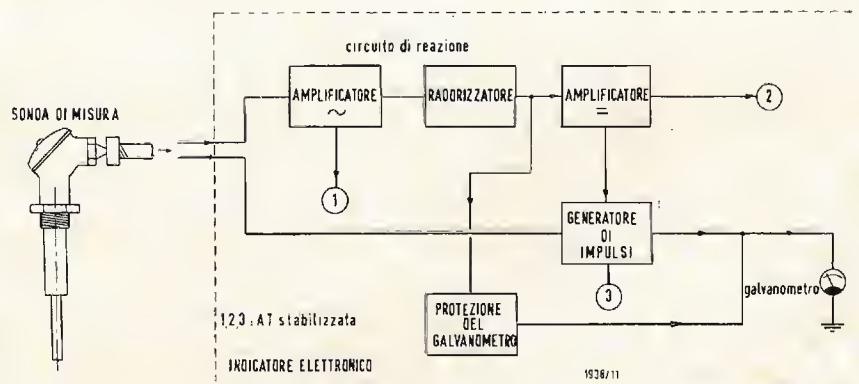 circuito di reazione
SONDA DI MISURA
AMPLIFICATORE
~
RADDRIZZATORE
AMPLIFICATORE
=
2
1
GENERATORE
DI
IMPULSI
3
galvanometro
PROTEZIONE
DEL
GALVANOMETRO
1,2,3 : AT stabilizzata
INDICATORE ELETTRONICO
1938/11